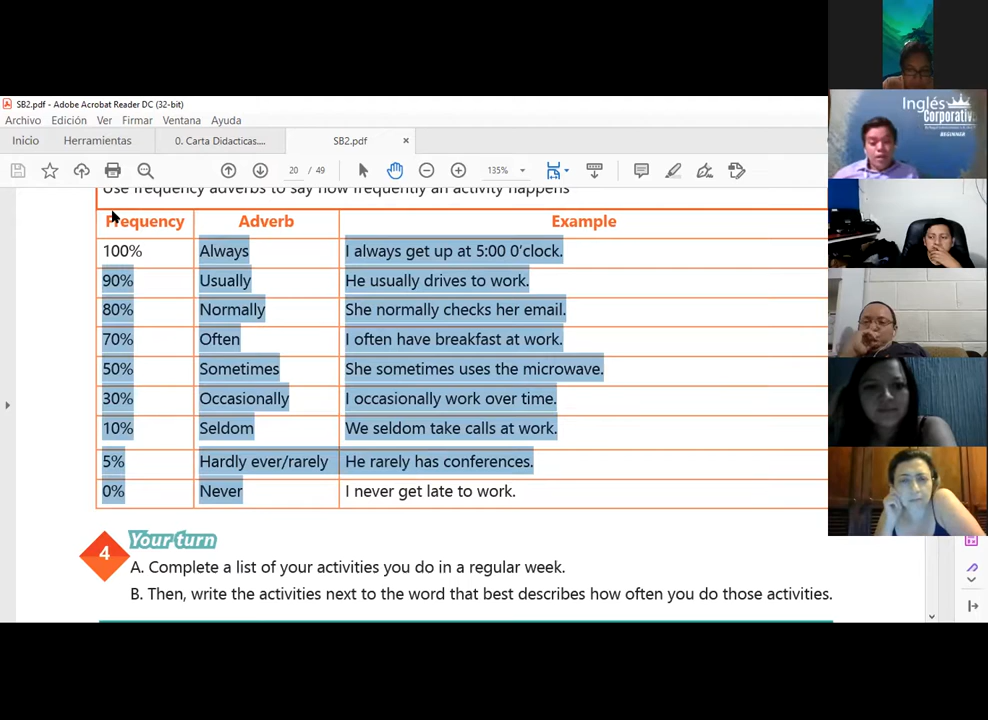 SB2.pdf - Adobe Acrobat Reader DC (32-bit)
Archivo Edición Ver Firmar Ventana Ayuda
Inicio Herramientas 0. Carta Didacticas.... SB2.pdf ×
20 / 49 135%
Use frequency adverbs to say how frequently an activity happens
Frequency Adverb Example
100% Always I always get up at 5:00 0'clock.
90% Usually He usually drives to work.
80% Normally She normally checks her email.
70% Often I often have breakfast at work.
50% Sometimes She sometimes uses the microwave.
30% Occasionally I occasionally work over time.
10% Seldom We seldom take calls at work.
5% Hardly ever/rarely He rarely has conferences.
0% Never I never get late to work.
4 Your turn
A. Complete a list of your activities you do in a regular week.
B. Then, write the activities next to the word that best describes how often you do those activities.
Inglés
Corporativ
BEGINNER